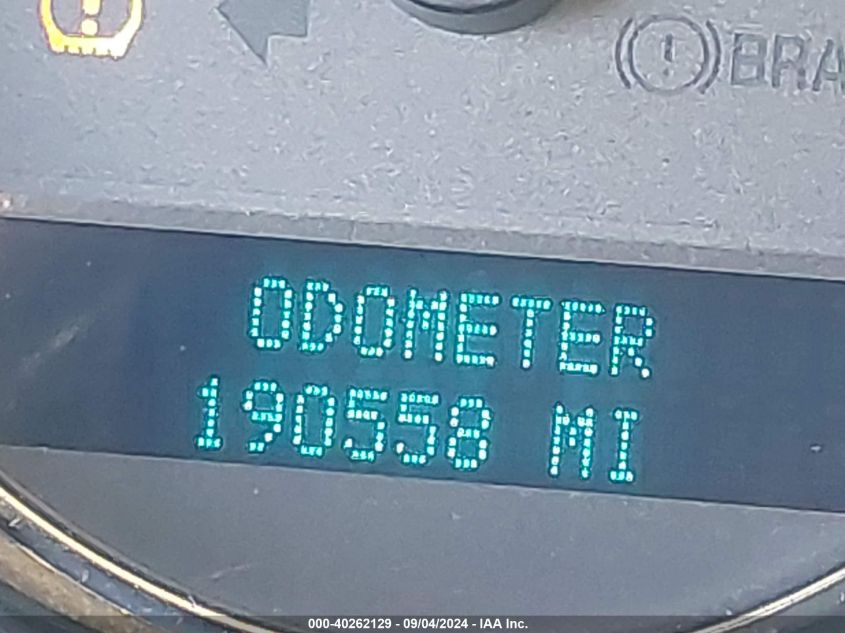 BRA
ODOMETER
190558 MI
000-40262129 - 09/04/2024 - IAA Inc.